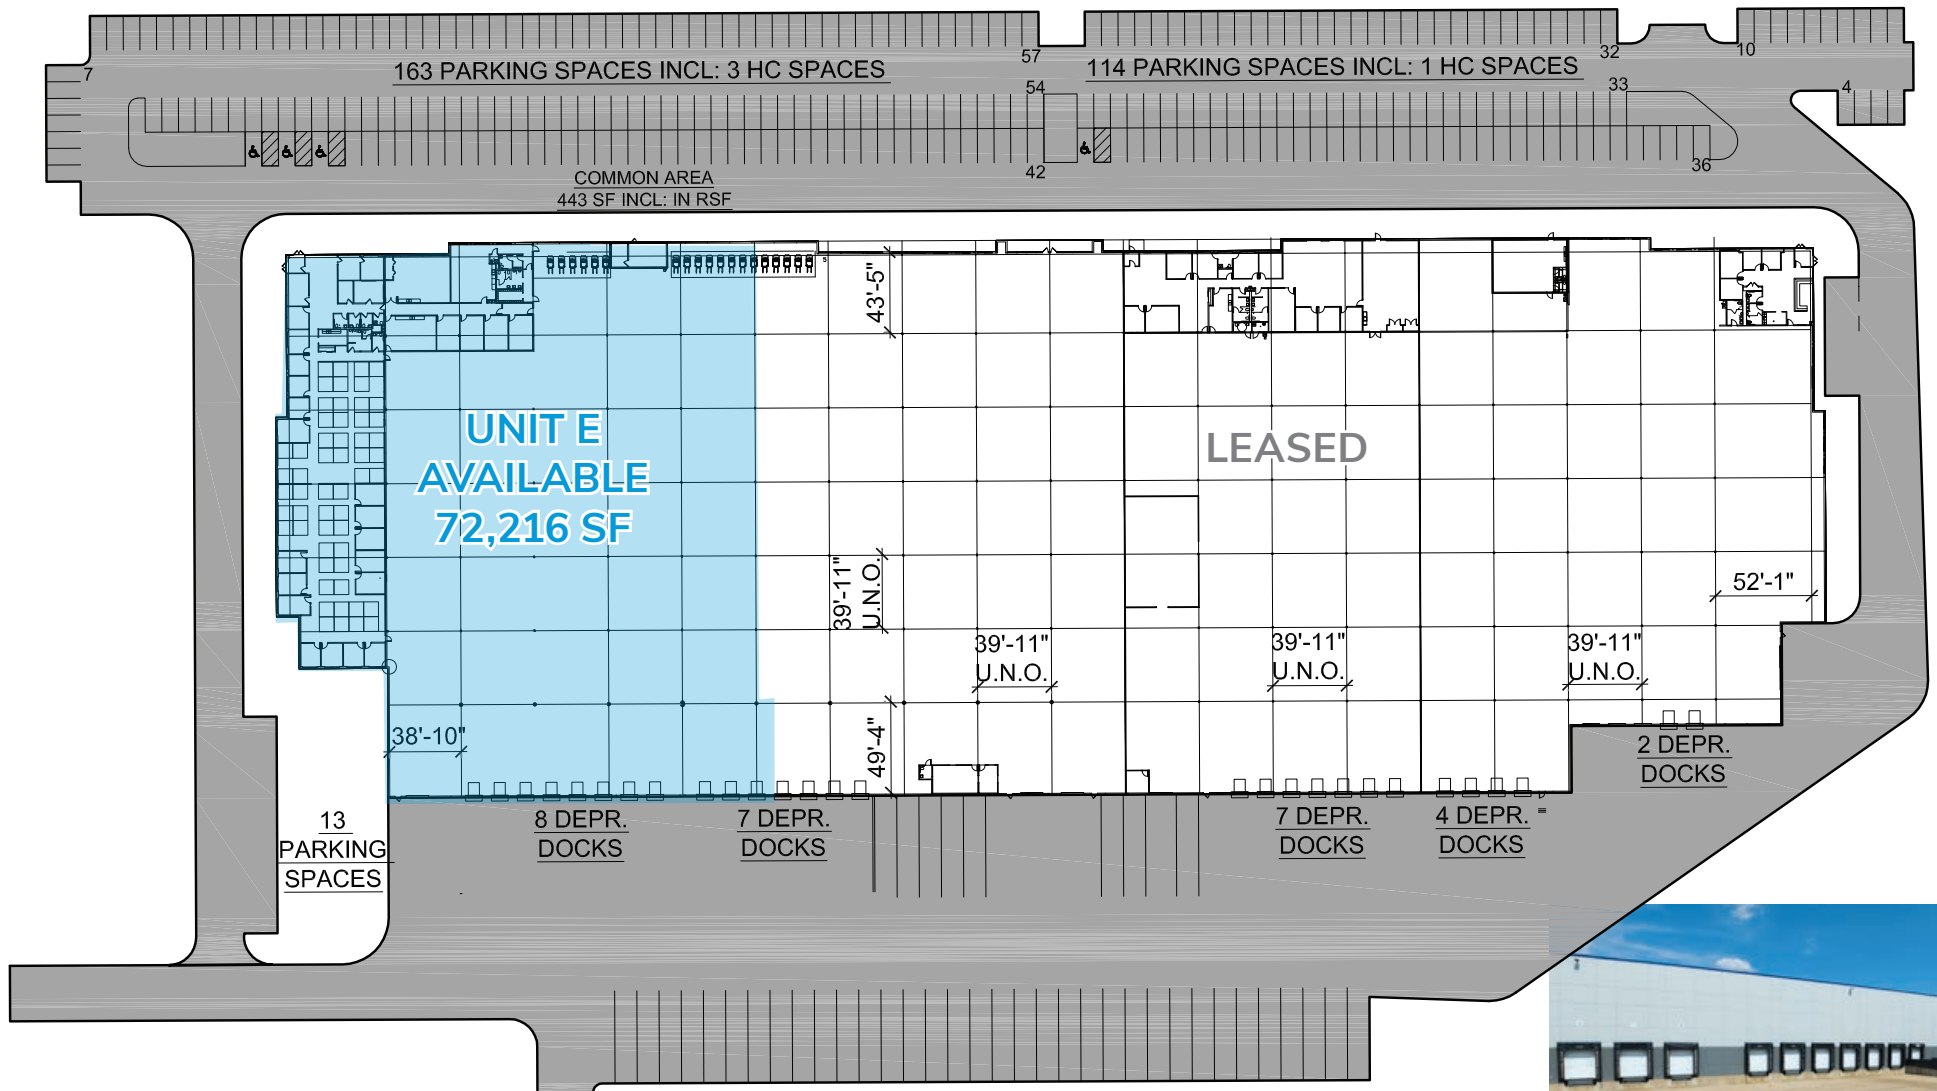 7
163 PARKING SPACES INCL: 3 HC SPACES
57
114 PARKING SPACES INCL: 1 HC SPACES
32
10
54
33
4
42
36
COMMON AREA
443 SF INCL: IN RSF
43'-5"
UNIT E
AVAILABLE
72,216 SF
LEASED
39'-11"
U.N.O.
52'-1"
39'-11"
U.N.O.
39'-11"
U.N.O.
39'-11"
U.N.O.
38'-10"
49'-4"
2 DEPR.
DOCKS
13
PARKING
SPACES
8 DEPR.
DOCKS
7 DEPR.
DOCKS
7 DEPR.
DOCKS
4 DEPR.
DOCKS